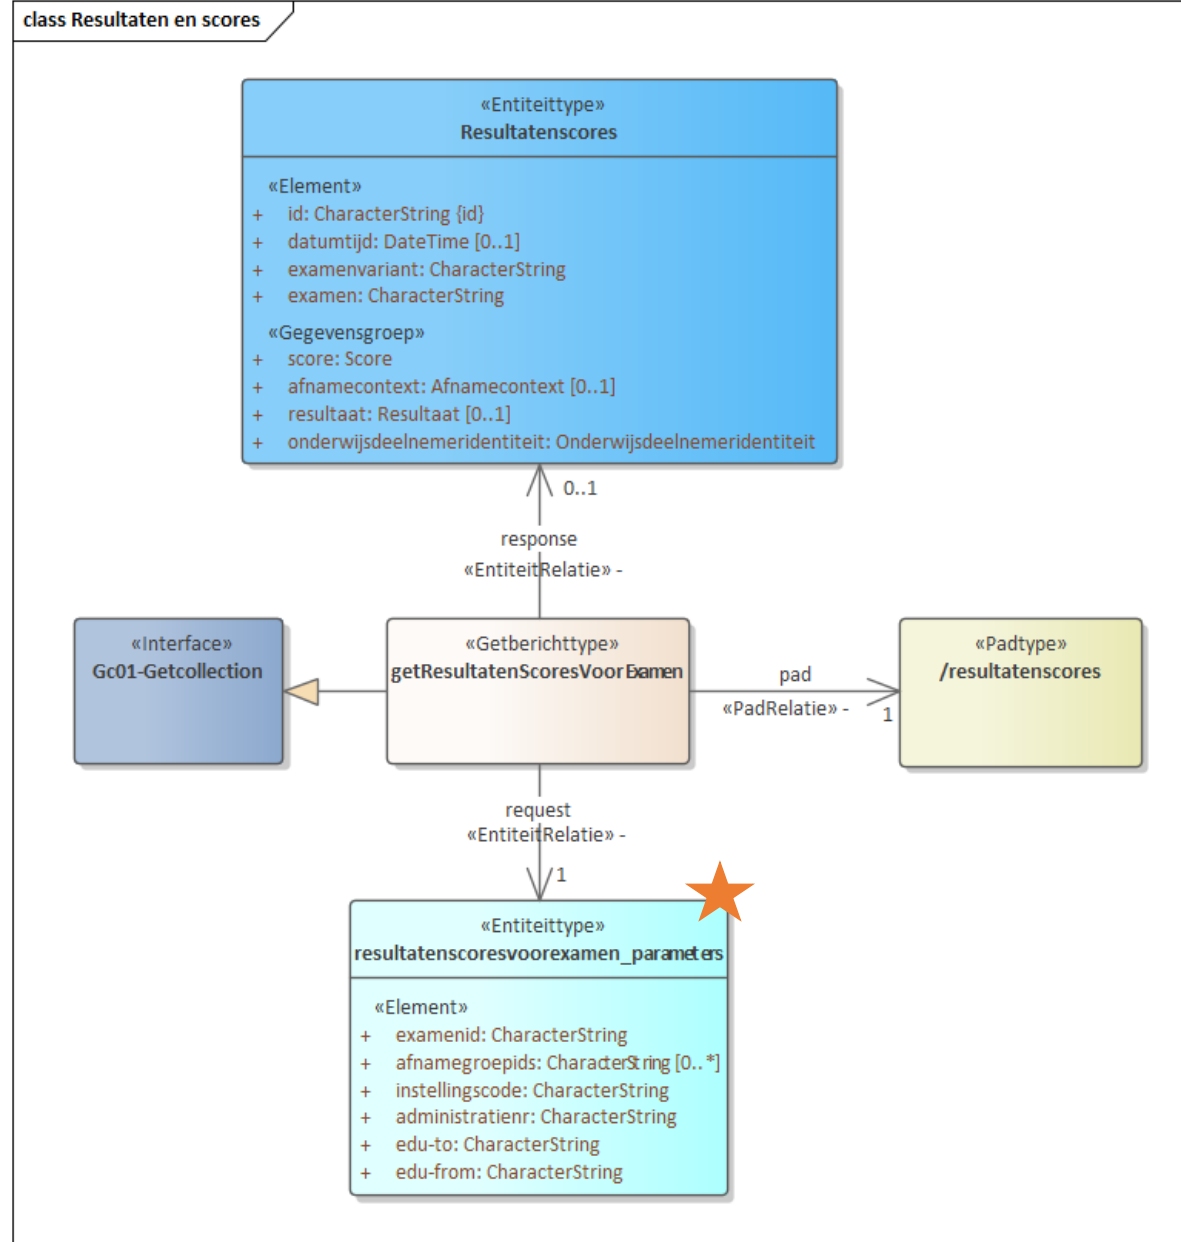 class Resultaten en scores
«Entiteittype»
Resultatenscores
«Element»
+ id: CharacterString {id}
+ datumtijd: DateTime [0..1]
+ examenvariant: CharacterString
+ examen: CharacterString
«Gegevensgroep»
+ score: Score
+ afnamecontext: Afnamecontext [0..1]
+ resultaat: Resultaat [0..1]
+ onderwijsdeelnemeridentiteit: Onderwijsdeelnemeridentiteit
0..1
response
«EntiteitRelatie» -
«Interface»
Gc01-Getcollection
«Getberichttype»
getResultatenScoresVoorExamen
pad
«PadRelatie» -
1
«Padtype»
/resultatenscores
request
«EntiteitRelatie» -
1
«Entiteittype»
resultatenscoresvoorexamen_parameters
«Element»
+ examenid: CharacterString
+ afnamegroepids: CharacterString [0..*]
+ instellingscode: CharacterString
+ administratienr: CharacterString
+ edu-to: CharacterString
+ edu-from: CharacterString